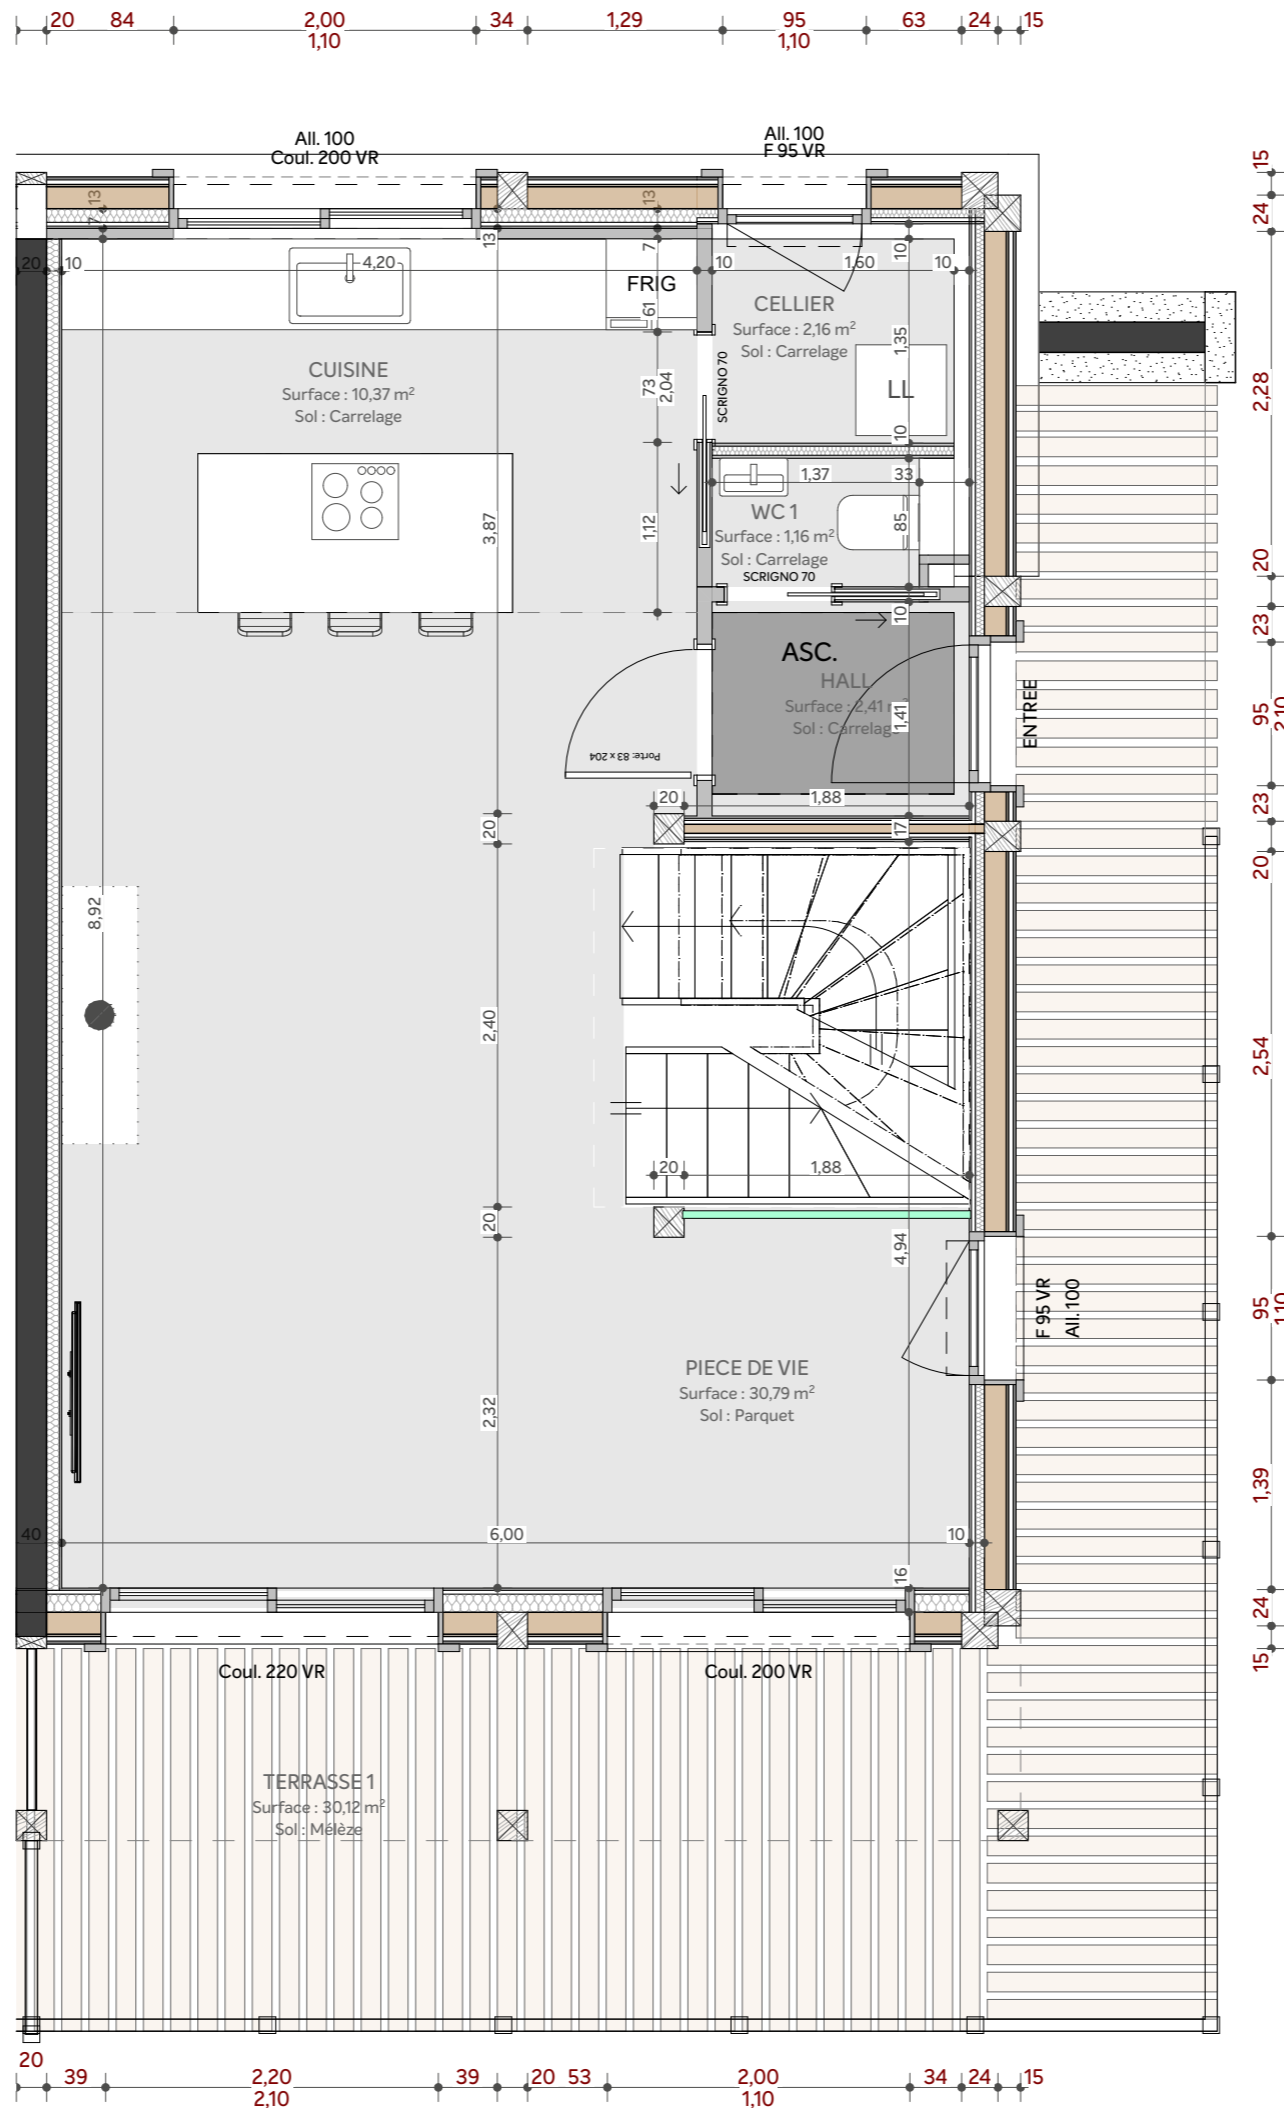 20 84 2,00 34 1,29 95 63 24 15
1,10 1,10
All. 100
Coul. 200 VR
All. 100
F 95 VR
13
7
13
13
7
20 10 4,20 10 1,60 10
10
FRIG
61
CELLIER
Surface : 2,16 m²
Sol : Carrelage
1,35
LL
10
SCRIGNO 70
73
2,04
CUISINE
Surface : 10,37 m²
Sol : Carrelage
3,87
1,12
1,37 33
WC 1
Surface : 1,16 m²
Sol : Carrelage
85
SCRIGNO 70
10
ASC.
HALL
Surface : 2,41 m²
Sol : Carrelage
1,41
ENTREE
Porte: 83 x 204
20 1,88
20
17
8,92
2,40
20 1,88
20
4,94
F 95 VR
All. 100
PIECE DE VIE
Surface : 30,79 m²
Sol : Parquet
2,32
40 6,00 10
16
Coul. 220 VR
Coul. 200 VR
TERRASSE 1
Surface : 30,12 m²
Sol : Mélèze
15
24
2,28
20
23
95
2,10
23
20
2,54
95
1,10
1,39
24
15
20
39 2,20 39 20 53 2,00 34 24 15
2,10 1,10